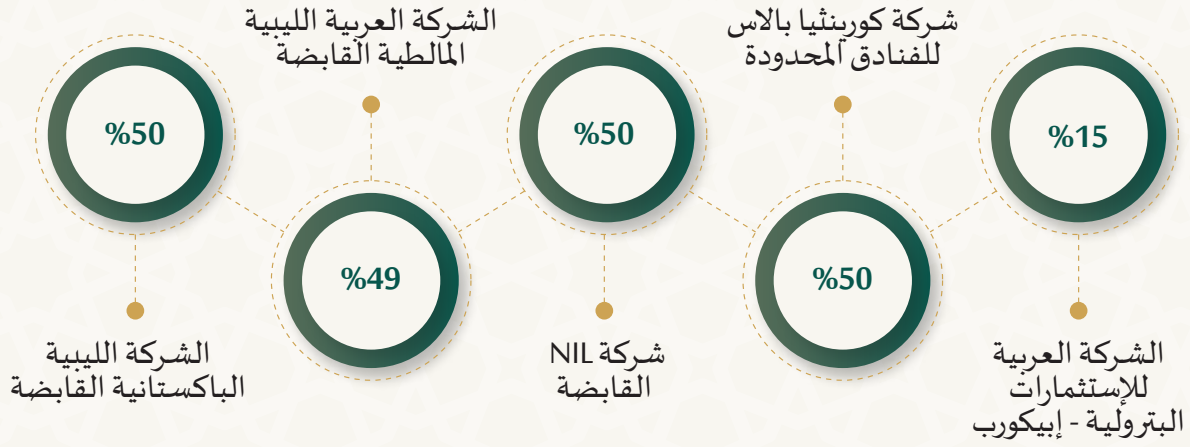 %15
الشركة العربية
للإستثمارات
البترولية - إبيكورب
شركة كورينثيا بالاس
للفنادق المحدودة
%50
%50
شركة NIL
القابضة
الشركة العربية الليبية
المالطية القابضة
%49
%50
الشركة الليبية
الباكستانية القابضة